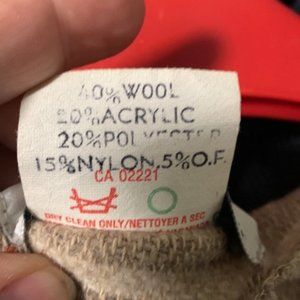 40% WOOL
20% ACRYLIC
20% POLYESTER
15% NYLON, 5% O.F.
CA 02221
DRY CLEAN ONLY/NETTOYER A SEC